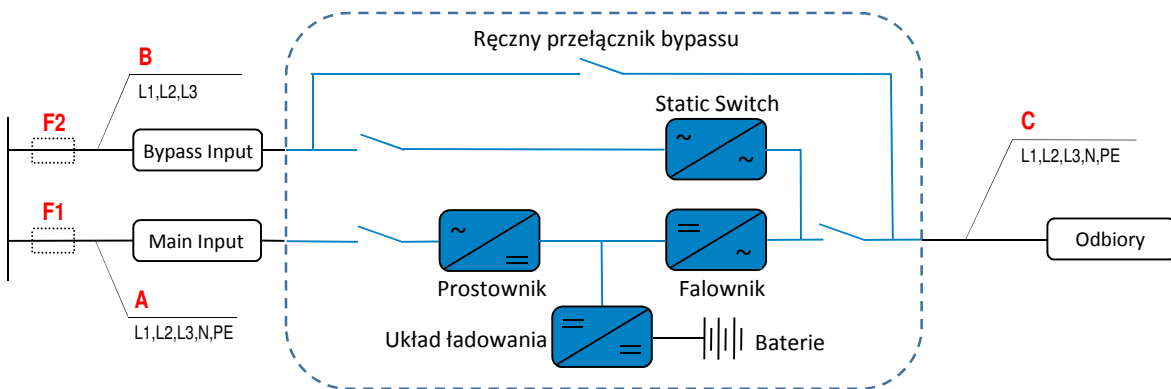 Ręczny przełącznik bypassu
B
L1,L2,L3
Static Switch
C
L1,L2,L3,N,PE
F2
Bypass Input
~
~
F1
Main Input
~
~
Odbiory
Prostownik
Falownik
A
L1,L2,L3,N,PE
Układ ładowania
Baterie